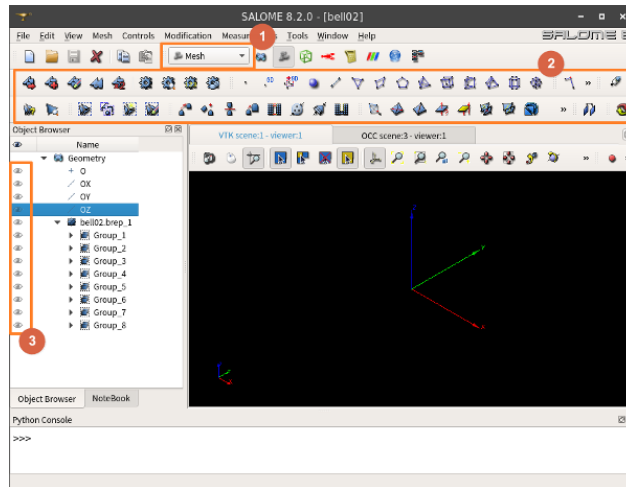 SALOME 8.2.0 - [bell02]
File Edit View Mesh Controls Modification Measurements Tools Window Help
SALOME 8
1
Mesh
2
Object Browser
Name
Geometry
O
OX
OY
OZ
bell02.brep_1
Group_1
Group_2
Group_3
Group_4
Group_5
Group_6
Group_7
Group_8
3
VTK scene:1 - viewer:1
OCC scene:3 - viewer:1
Z
Y
X
Object Browser
NoteBook
Python Console
>>>